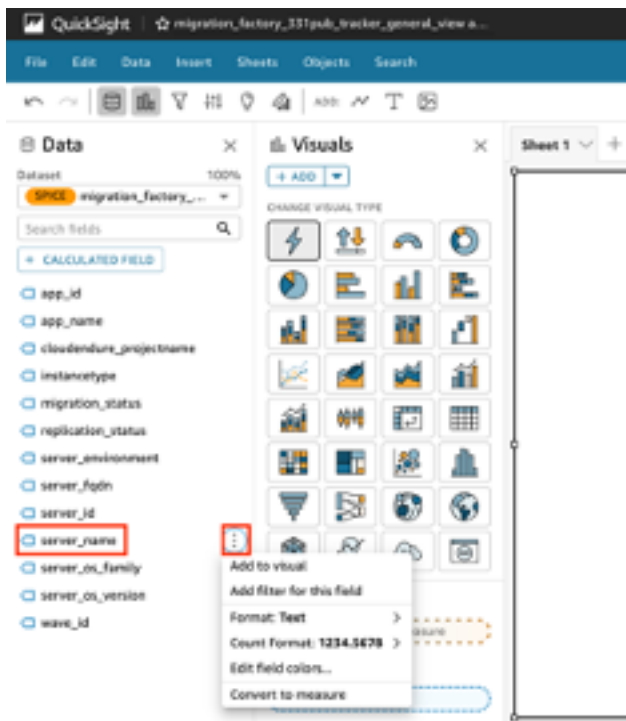 QuickSight
migration_factory_331pub_tracker_general_view a...
File Edit Data Insert Sheets Objects Search
ADD:
Data
Visuals
Sheet 1
Dataset 100%
+ ADD
SPICE migration_factory_...
CHANGE VISUAL TYPE
Search fields
+ CALCULATED FIELD
app_id
app_name
cloudendure_projectname
instancetype
migration_status
replication_status
server_environment
server_fqdn
server_id
server_name
server_os_family
server_os_version
wave_id
Add to visual
Add filter for this field
Format: Text
Count Format: 1234.5678
Edit field colors...
Convert to measure